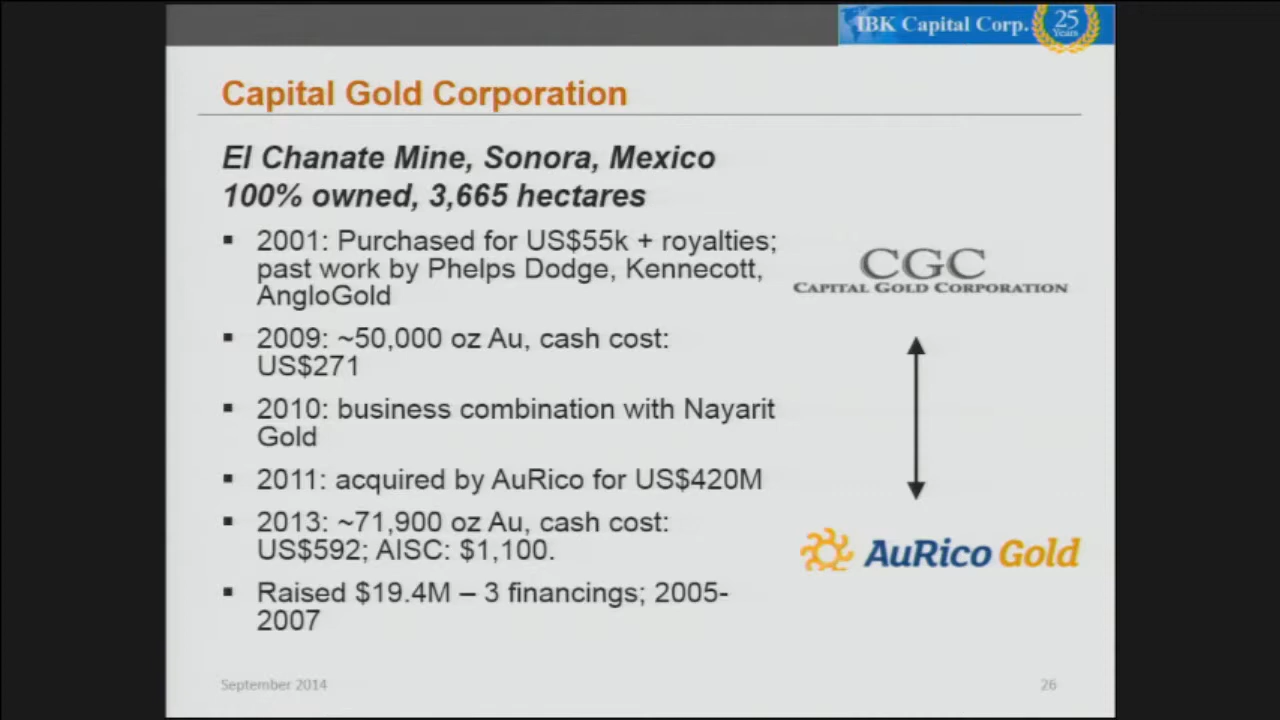 IBK Capital Corp.
25
Years
Capital Gold Corporation
El Chanate Mine, Sonora, Mexico
100% owned, 3,665 hectares
▪ 2001: Purchased for US$55k + royalties;
past work by Phelps Dodge, Kennecott,
AngloGold
▪ 2009: ~50,000 oz Au, cash cost:
US$271
▪ 2010: business combination with Nayarit
Gold
▪ 2011: acquired by AuRico for US$420M
▪ 2013: ~71,900 oz Au, cash cost:
US$592; AISC: $1,100.
▪ Raised $19.4M – 3 financings; 2005-
2007
CGC
CAPITAL GOLD CORPORATION
AuRico Gold
September 2014
26